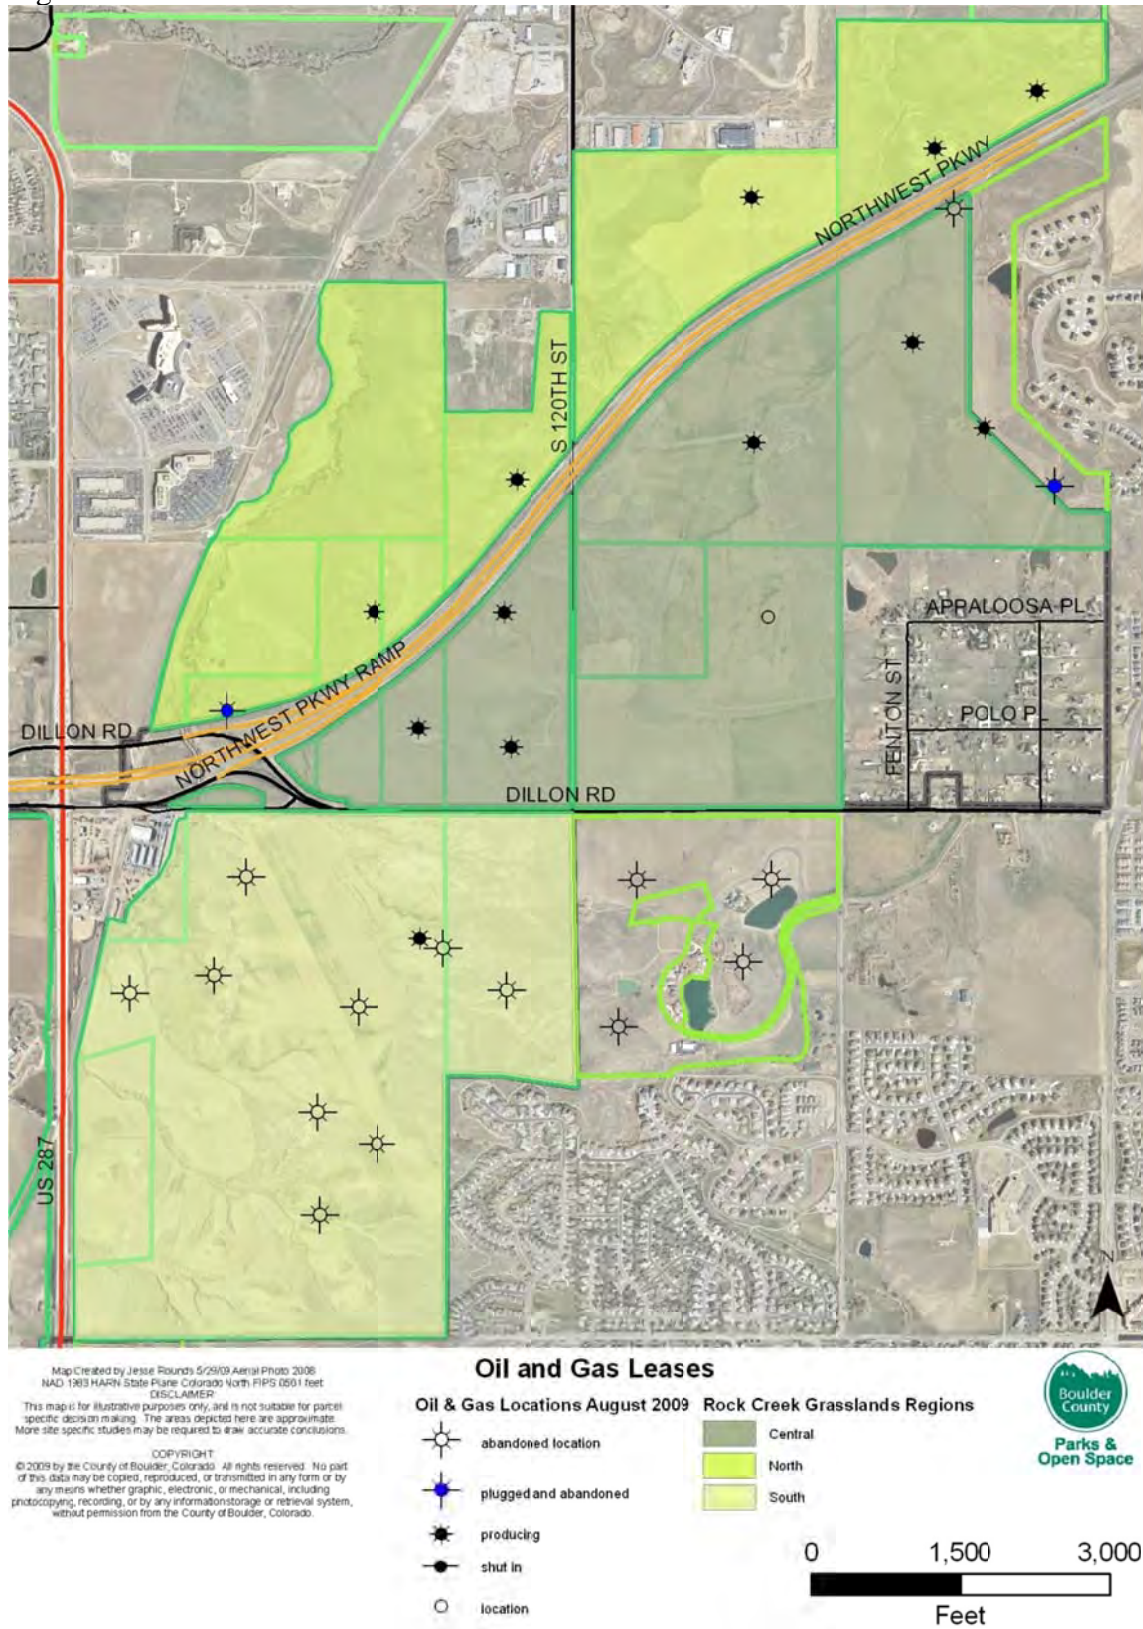 NORTHWEST PKWY
S 120TH ST
APPALOOSA PL
FENTON ST
POLO PL
NORTHWEST PKWY RAMP
DILLON RD
DILLON RD
US 287
N
Map Created by Jesse Rounds 5/29/09 Aerial Photo 2008
NAD 1983 HARN State Plane Colorado North FIPS 0501 feet
DISCLAIMER
This map is for illustrative purposes only, and is not suitable for parcel
specific decision making. The areas depicted here are approximate.
More site specific studies may be required to draw accurate conclusions.
COPYRIGHT
© 2009 by the County of Boulder, Colorado. All rights reserved. No part
of this data may be copied, reproduced, or transmitted in any form or by
any means whether graphic, electronic, or mechanical, including
photocopying, recording, or by any information storage or retrieval system,
without permission from the County of Boulder, Colorado.
Oil and Gas Leases
Oil & Gas Locations August 2009
abandoned location
plugged and abandoned
producing
shut in
location
Rock Creek Grasslands Regions
Central
North
South
Boulder
County
Parks &
Open Space
0 1,500 3,000
Feet